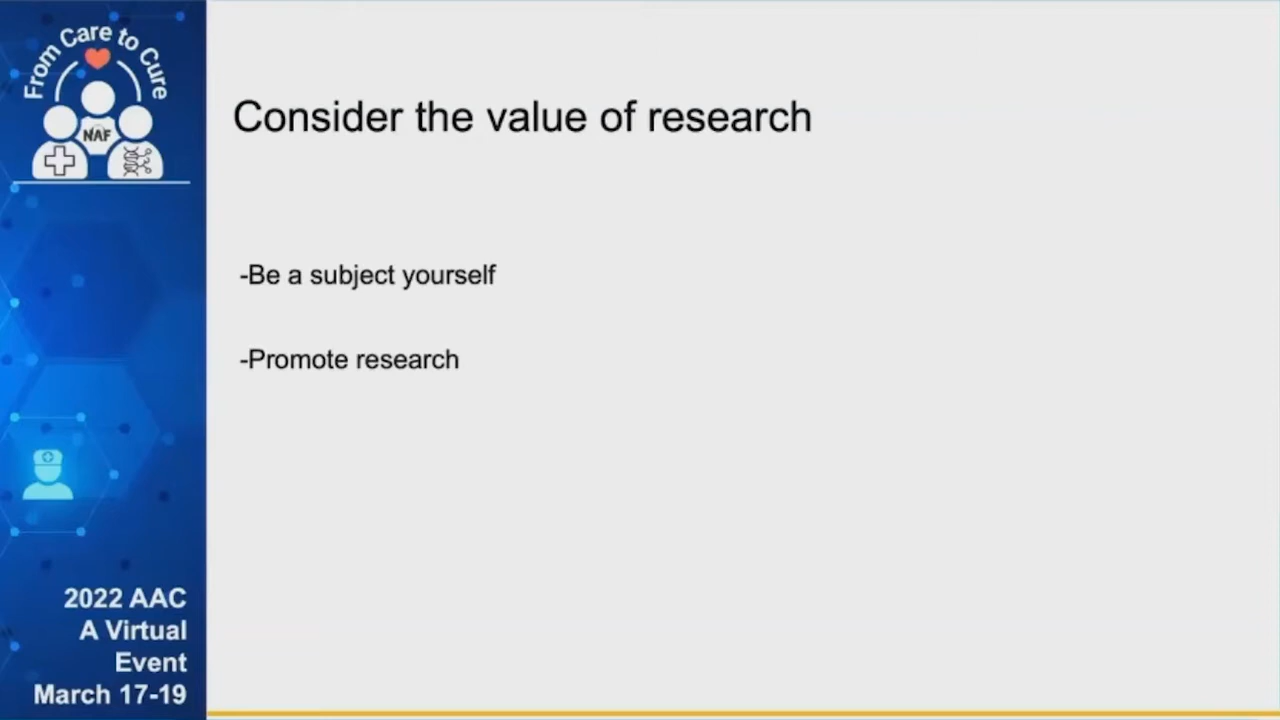 From Care to Cure
NAF
Consider the value of research
-Be a subject yourself
-Promote research
2022 AAC
A Virtual
Event
March 17-19